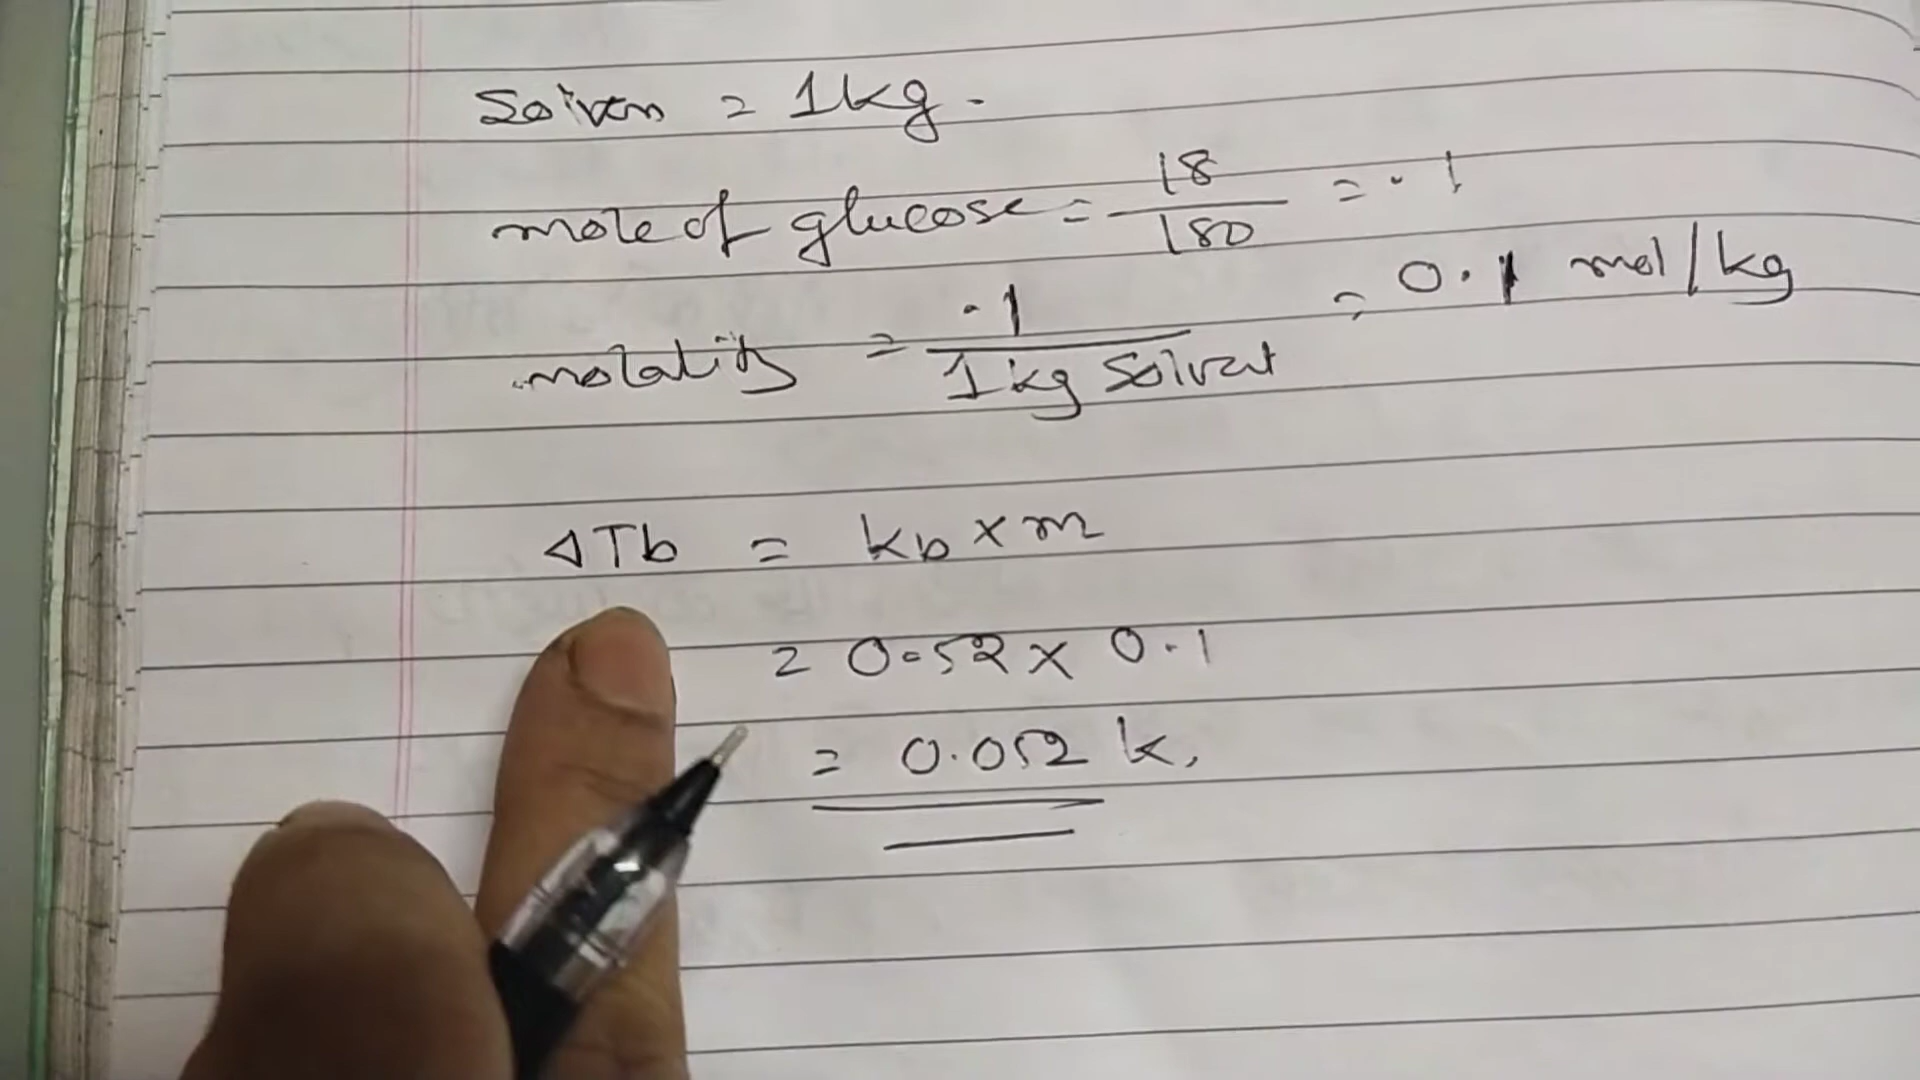 Solven = 1kg.
mole of glucose = 18/180 = .1
molality = .1/1kg Solvent = 0.1 mol/kg
ΔTb = kb × m
= 0.52 × 0.1
= 0.052 k.